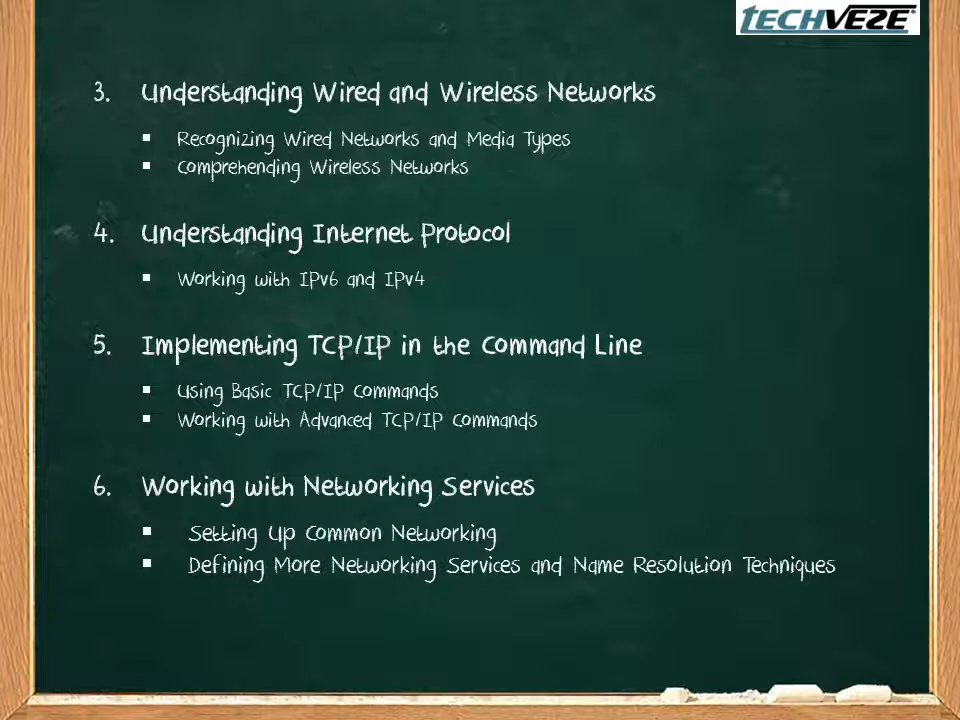 TECHVEZE
3. Understanding Wired and Wireless Networks
▪ Recognizing Wired Networks and Media Types
▪ Comprehending Wireless Networks
4. Understanding Internet Protocol
▪ Working with IPv6 and IPv4
5. Implementing TCP/IP in the Command Line
▪ Using Basic TCP/IP Commands
▪ Working with Advanced TCP/IP Commands
6. Working with Networking Services
▪ Setting Up Common Networking
▪ Defining More Networking Services and Name Resolution Techniques